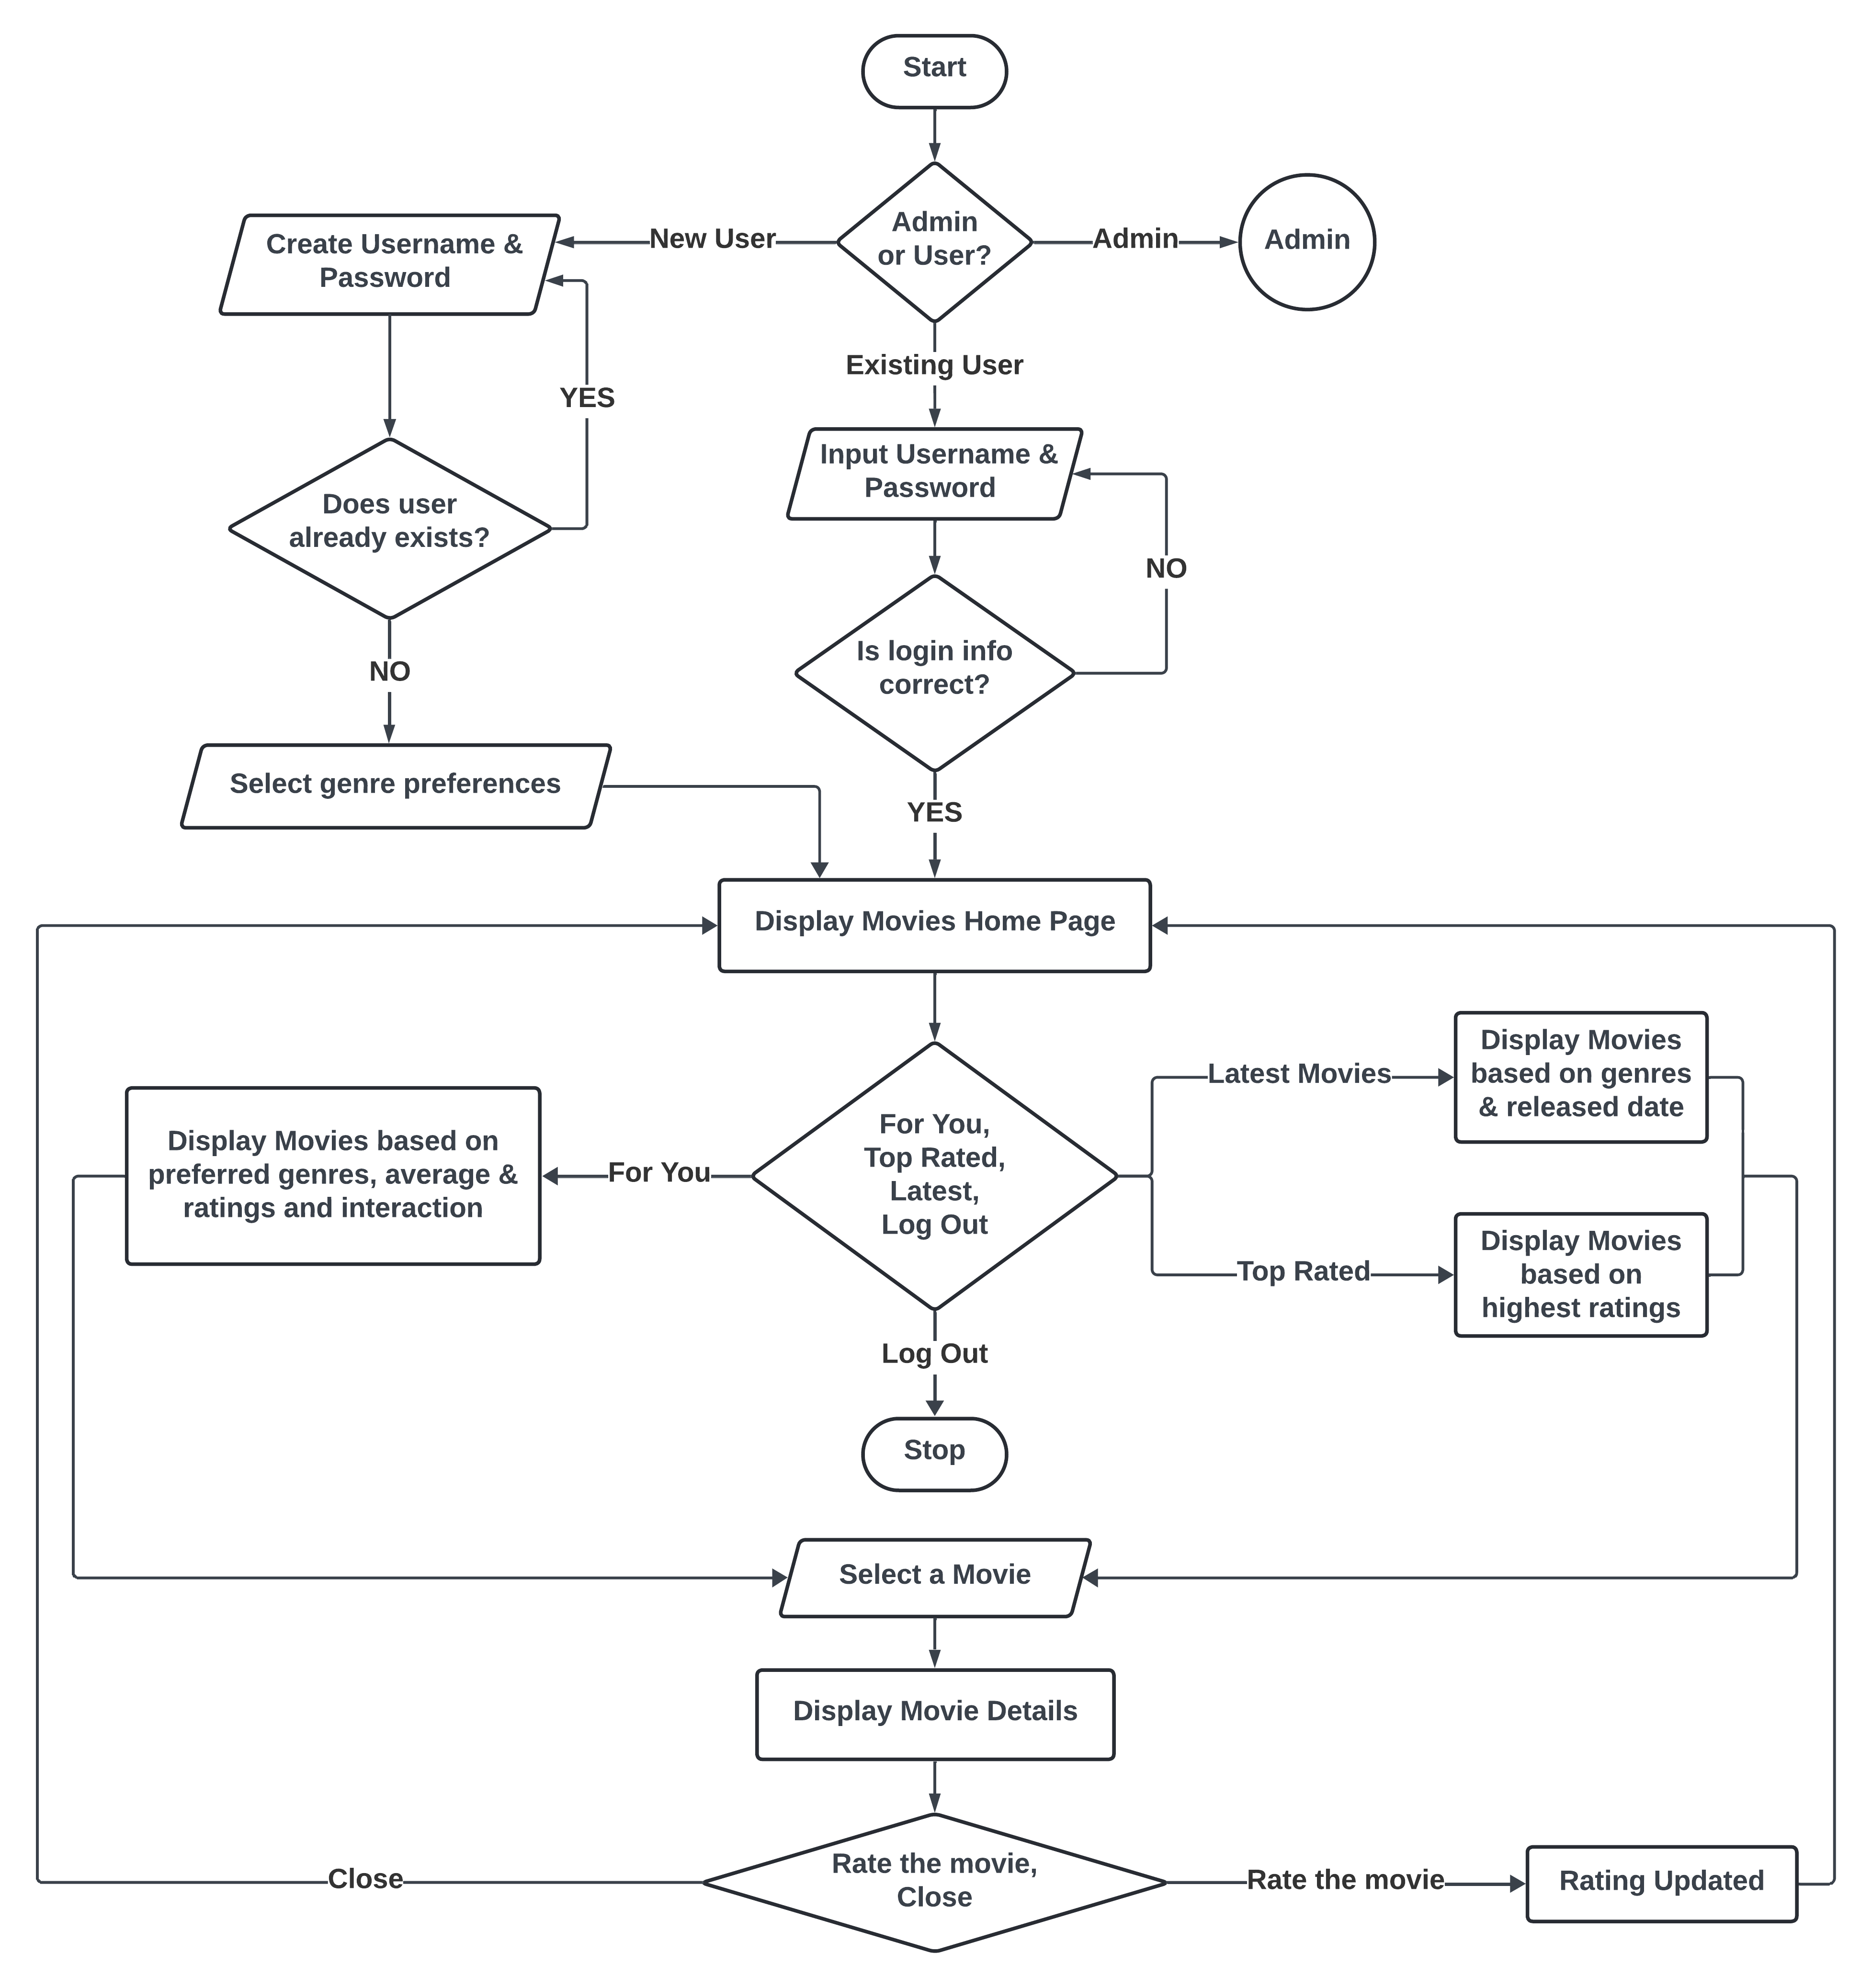 Start
Admin
or User?
New User
Admin
Admin
Create Username &
Password
Existing User
YES
Input Username &
Password
Does user
already exists?
NO
Is login info
correct?
NO
Select genre preferences
YES
Display Movies Home Page
Display Movies
based on genres
& released date
Latest Movies
For You,
Top Rated,
Latest,
Log Out
For You
Display Movies based on
preferred genres, average &
ratings and interaction
Top Rated
Display Movies
based on
highest ratings
Log Out
Stop
Select a Movie
Display Movie Details
Rate the movie,
Close
Close
Rate the movie
Rating Updated